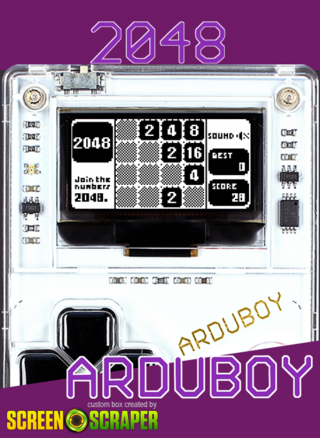 2048
2048
2 4 8
2 16
4
2
Join the
numbers
2048.
SOUND
BEST
0
SCORE
28
ARDUBOY
ARDUBOY
custom box created by
SCREEN SCRAPER